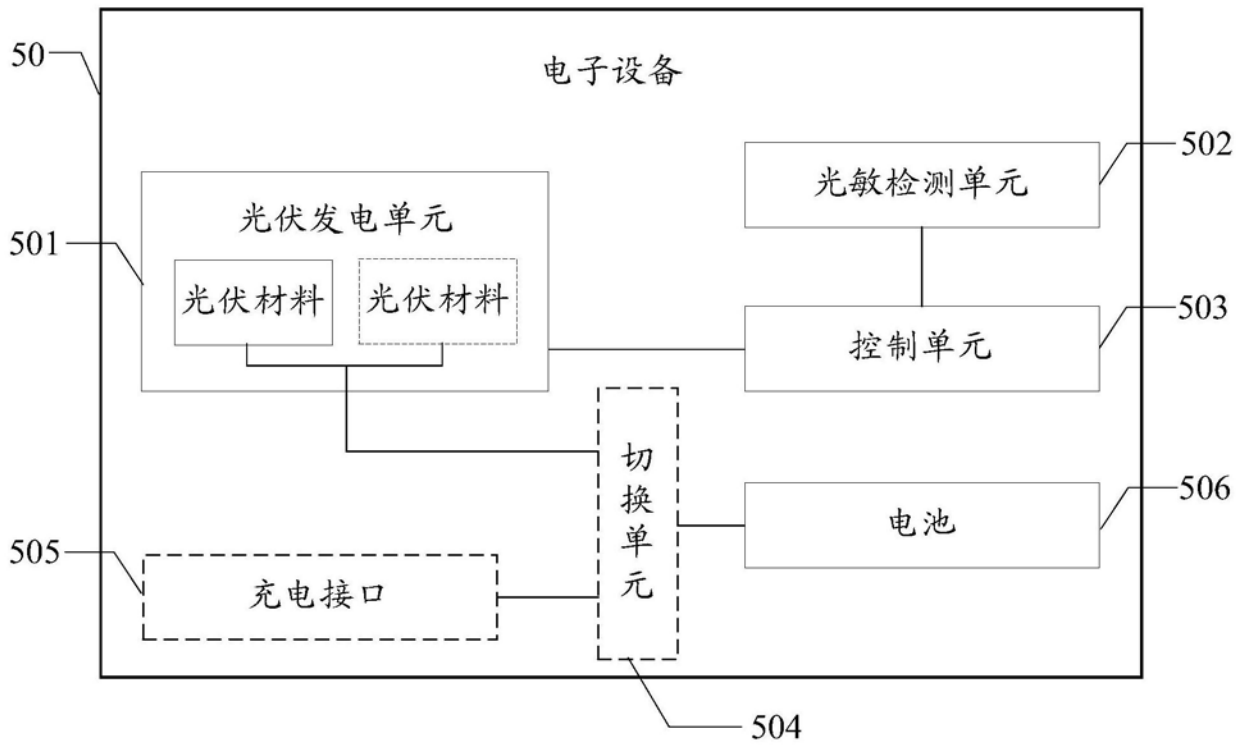 50
电子设备
502
光敏检测单元
501
光伏发电单元
光伏材料
光伏材料
503
控制单元
切换单元
506
电池
505
充电接口
504